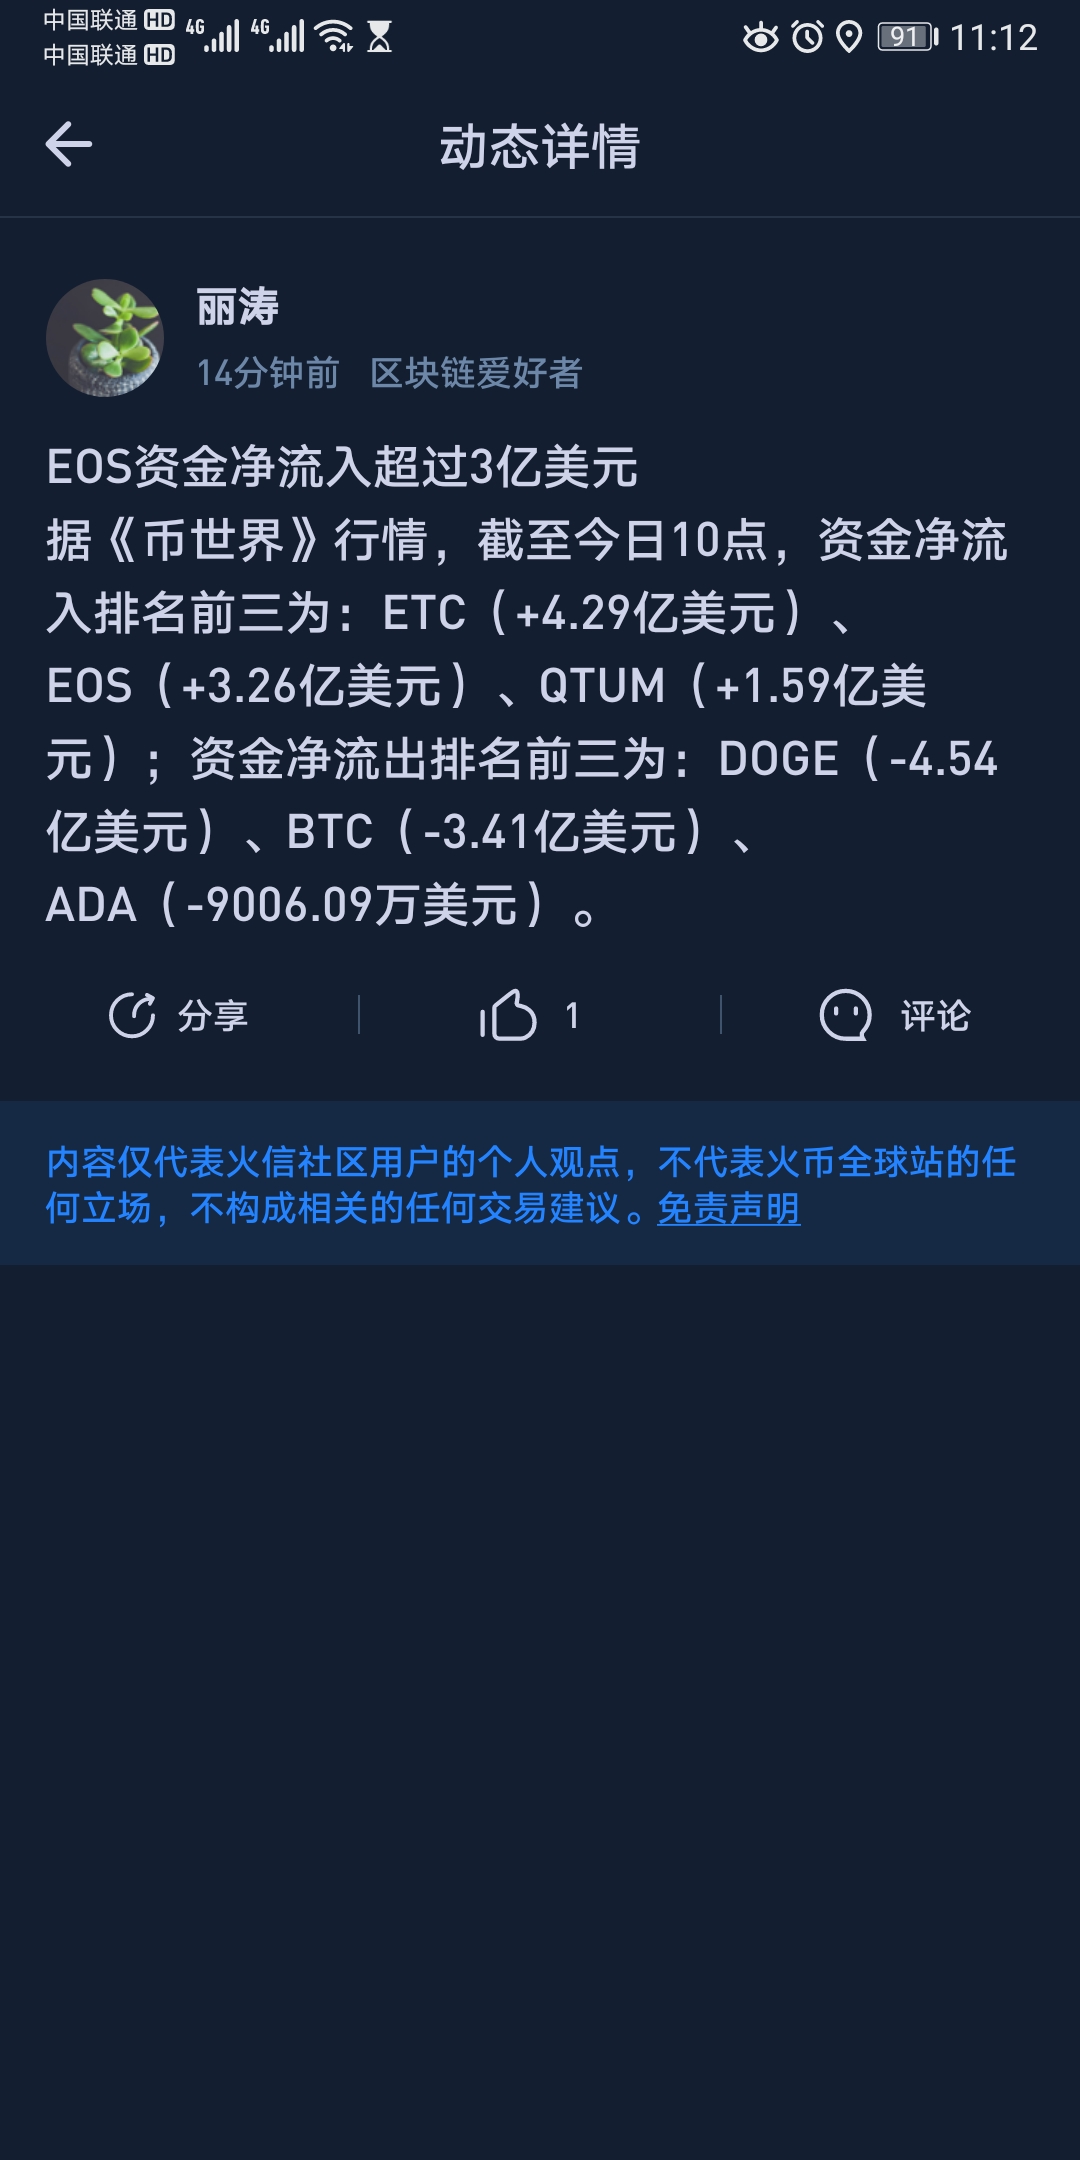 中国联通 HD 4G 4G 91 11:12
中国联通 HD
动态详情
丽涛
14分钟前 区块链爱好者
EOS资金净流入超过3亿美元
据《币世界》行情，截至今日10点，资金净流
入排名前三为：ETC（+4.29亿美元）、
EOS（+3.26亿美元）、QTUM（+1.59亿美
元）；资金净流出排名前三为：DOGE（-4.54
亿美元）、BTC（-3.41亿美元）、
ADA（-9006.09万美元）。
分享 1 评论
内容仅代表火信社区用户的个人观点，不代表火币全球站的任
何立场，不构成相关的任何交易建议。免责声明